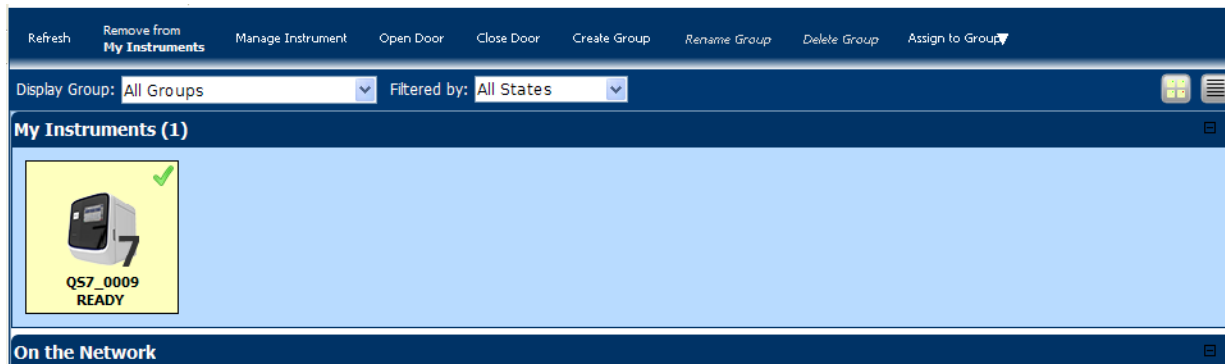 Refresh
Remove from
My Instruments
Manage Instrument
Open Door
Close Door
Create Group
Rename Group
Delete Group
Assign to Group
Display Group: All Groups
Filtered by: All States
My Instruments (1)
7
QS7_0009
READY
On the Network